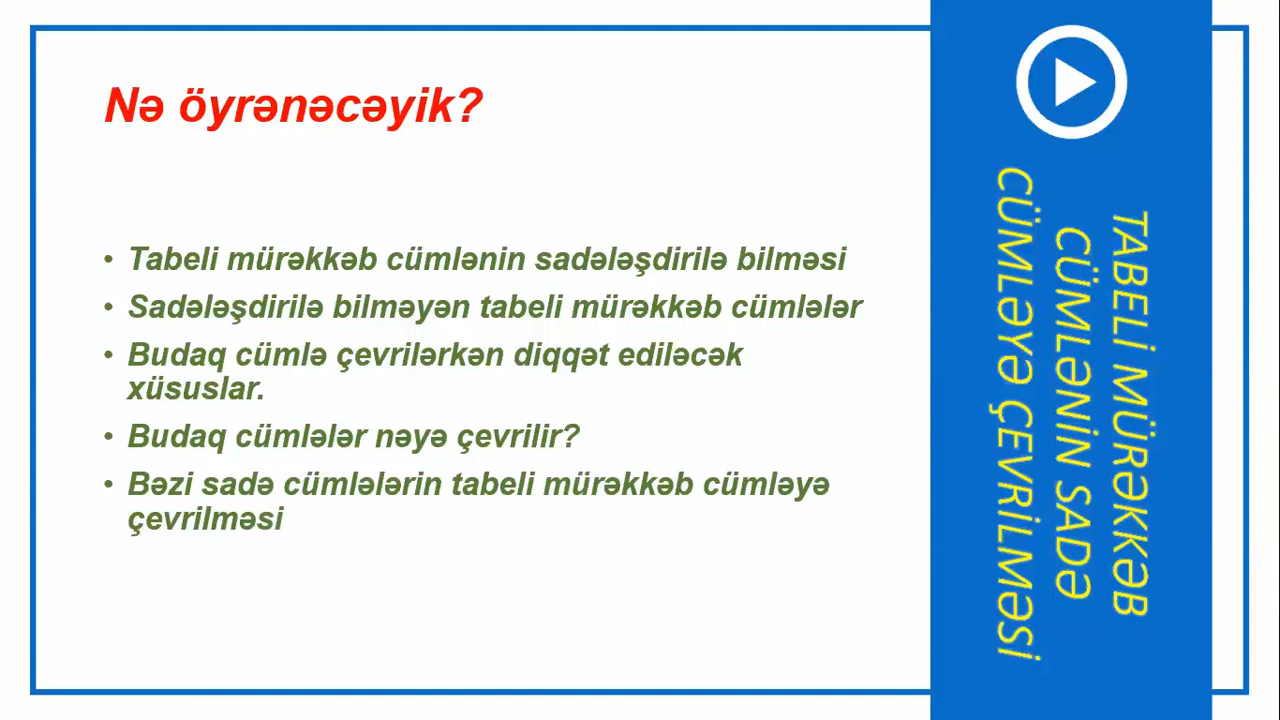 Nə öyrənəcəyik?
• Tabeli mürəkkəb cümlənin sadələşdirilə bilməsi
• Sadələşdirilə bilməyən tabeli mürəkkəb cümlələr
• Budaq cümlə çevrilərkən diqqət ediləcək
xüsuslar.
• Budaq cümlələr nəyə çevrilir?
• Bəzi sadə cümlələrin tabeli mürəkkəb cümləyə
çevrilməsi
TABELİ MÜRƏKKƏB
CÜMLƏNİN SADƏ
CÜMLƏYƏ ÇEVRİLMƏSİ